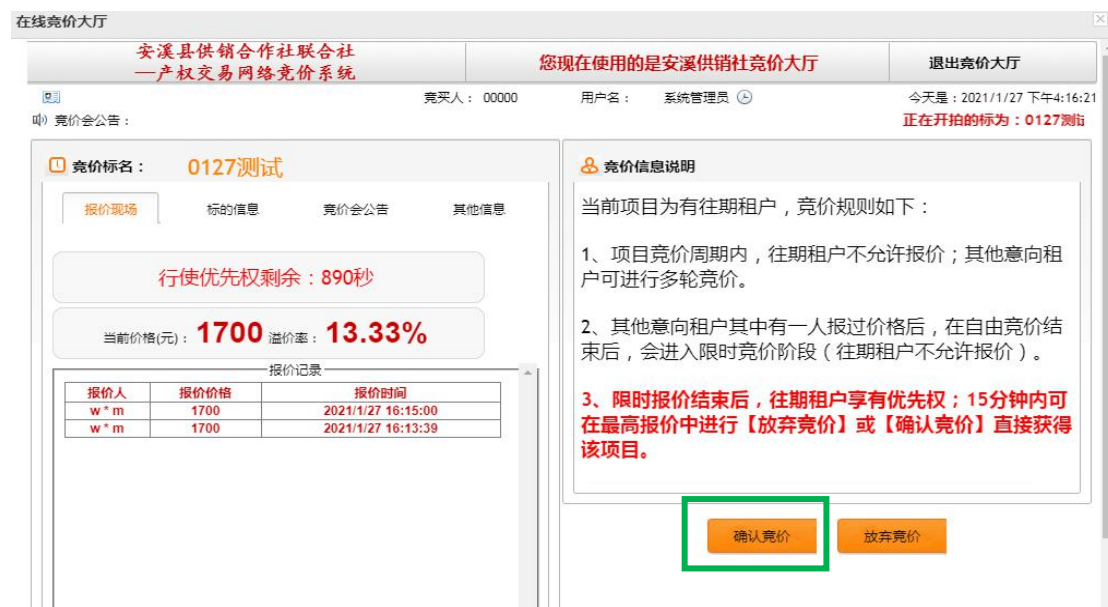 在线竞价大厅
安溪县供销合作社联合社
—产权交易网络竞价系统
您现在使用的是安溪供销社竞价大厅
退出竞价大厅
竞买人： 00000 用户名： 系统管理员 今天是：2021/1/27 下午4:16:21
竞价会公告：
正在开拍的标为：0127测试
竞价标名： 0127测试
报价现场 标的信息 竞价会公告 其他信息
行使优先权剩余：890秒
当前价格(元)：1700 溢价率：13.33%
报价记录
报价人 报价价格 报价时间
w * m 1700 2021/1/27 16:15:00
w * m 1700 2021/1/27 16:13:39
竞价信息说明
当前项目为有往期租户，竞价规则如下：
1、项目竞价周期内，往期租户不允许报价；其他意向租
户可进行多轮竞价。
2、其他意向租户其中有一人报过价格后，在自由竞价结
束后，会进入限时竞价阶段（往期租户不允许报价）。
3、限时报价结束后，往期租户享有优先权；15分钟内可
在最高报价中进行【放弃竞价】或【确认竞价】直接获得
该项目。
确认竞价 放弃竞价